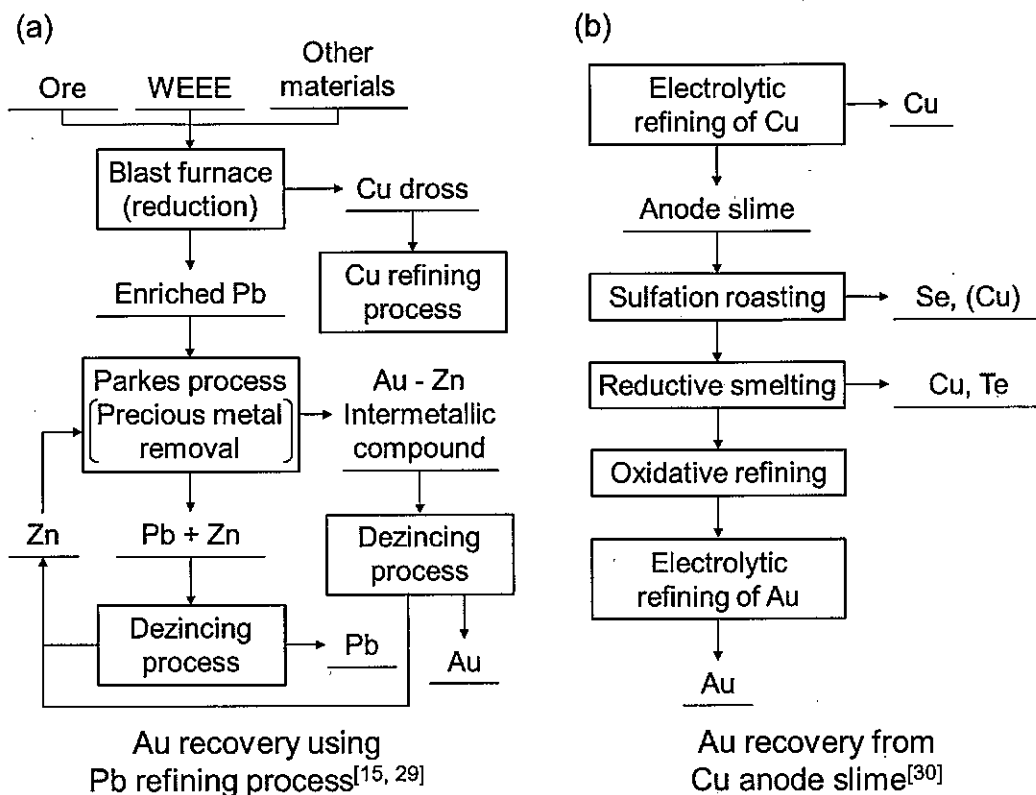 (a)
Ore
WEEE
Other
materials
Blast furnace
(reduction)
Cu dross
Cu refining
process
Enriched Pb
Parkes process
Precious metal
removal
Au - Zn
Intermetallic
compound
Zn
Pb + Zn
Dezincing
process
Dezincing
process
Pb
Au
Au recovery using
Pb refining process[15, 29]
(b)
Electrolytic
refining of Cu
Cu
Anode slime
Sulfation roasting
Se, (Cu)
Reductive smelting
Cu, Te
Oxidative refining
Electrolytic
refining of Au
Au
Au recovery from
Cu anode slime[30]